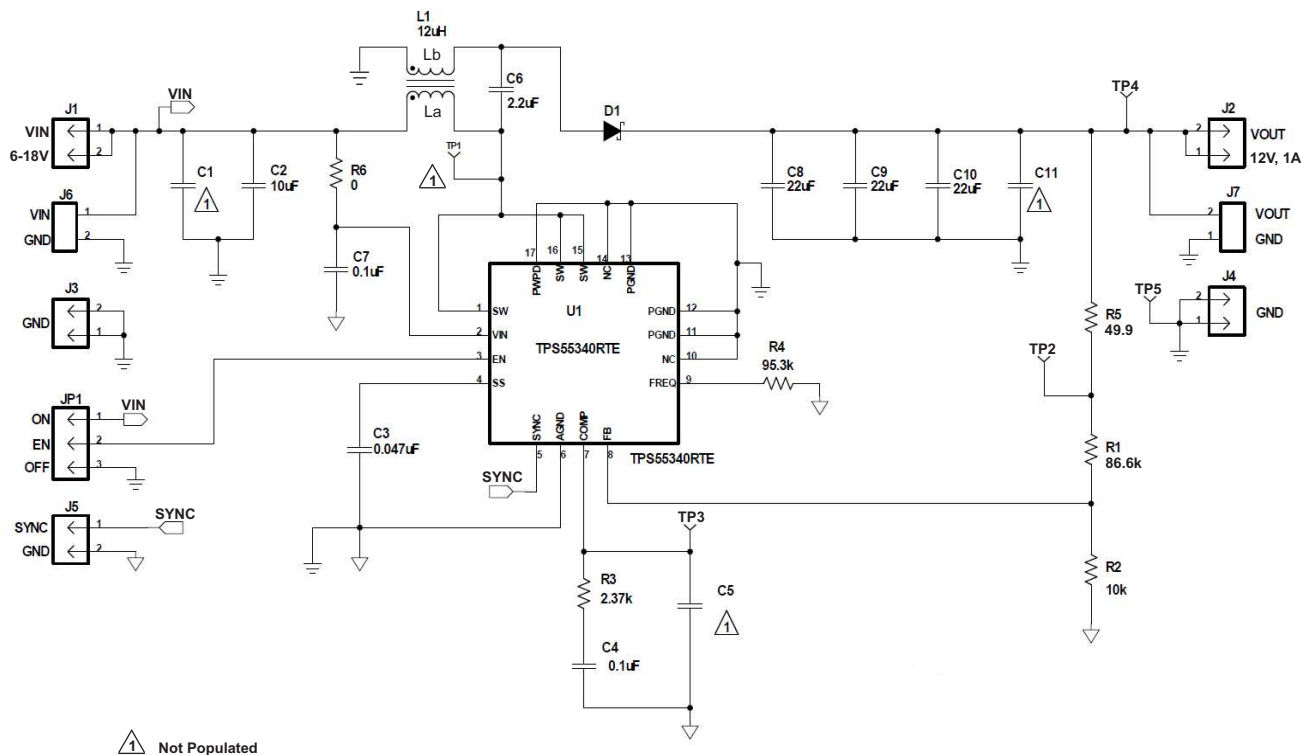 L1
12uH
Lb
La
C6
2.2uF
D1
TP4
J2
2
1
VOUT
12V, 1A
VIN
J1
VIN
6-18V
1
2
C1
1
C2
10uF
R6
0
TP1
1
C8
22uF
C9
22uF
C10
22uF
C11
1
J7
2
1
VOUT
GND
J6
VIN
GND
1
2
C7
0.1uF
17
16
15
14
13
PWPD
SW
SW
NC
PGND
U1
TPS55340RTE
1
SW
2
VIN
3
EN
4
SS
PGND
12
PGND
11
NC
10
FREQ
9
SYNC
AGND
COMP
FB
5
6
7
8
TPS55340RTE
J3
GND
2
1
TP5
J4
2
1
GND
R5
49.9
R4
95.3k
TP2
JP1
ON
EN
OFF
1
2
3
VIN
C3
0.047uF
R1
86.6k
SYNC
J5
SYNC
GND
1
2
SYNC
TP3
R3
2.37k
C5
1
R2
10k
C4
0.1uF
1
Not Populated